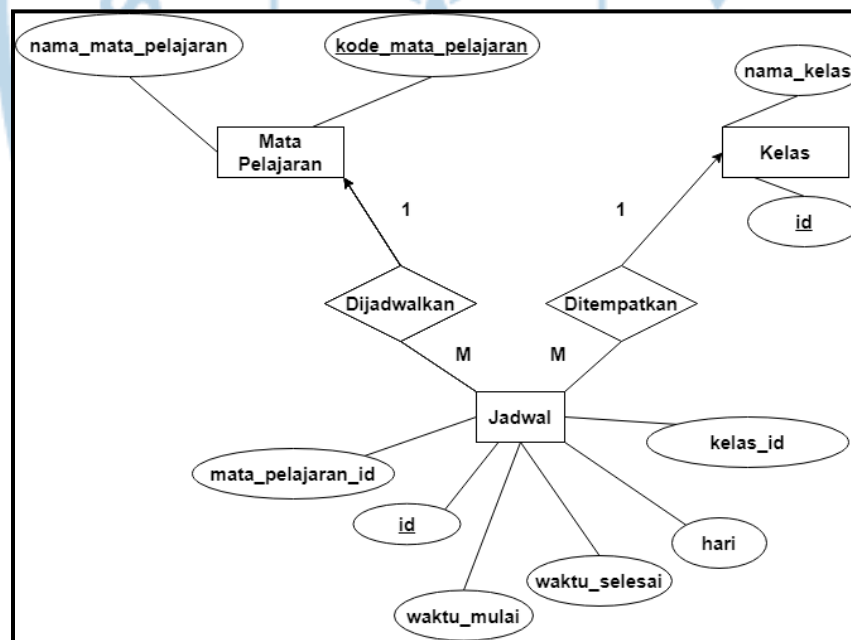 nama_mata_pelajaran
kode_mata_pelajaran
nama_kelas
Mata
Pelajaran
Kelas
id
1
1
Dijadwalkan
Ditempatkan
M
M
Jadwal
mata_pelajaran_id
kelas_id
id
hari
waktu_selesai
waktu_mulai